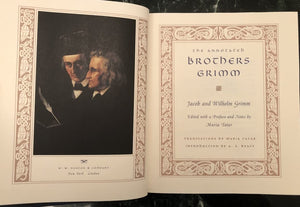 W. W. NORTON & COMPANY
New York London
THE ANNOTATED
BROTHERS
GRIMM
Jacob and Wilhelm Grimm
Edited with a Preface and Notes by
Maria Tatar
TRANSLATIONS BY MARIA TATAR
INTRODUCTION BY A. S. BYATT